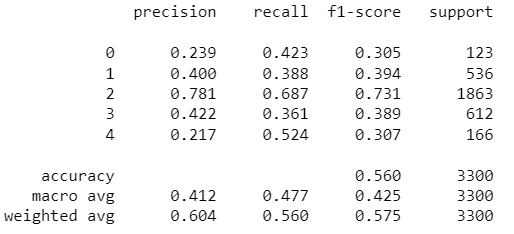 precision recall f1-score support
0 0.239 0.423 0.305 123
1 0.400 0.388 0.394 536
2 0.781 0.687 0.731 1863
3 0.422 0.361 0.389 612
4 0.217 0.524 0.307 166
accuracy 0.560 3300
macro avg 0.412 0.477 0.425 3300
weighted avg 0.604 0.560 0.575 3300